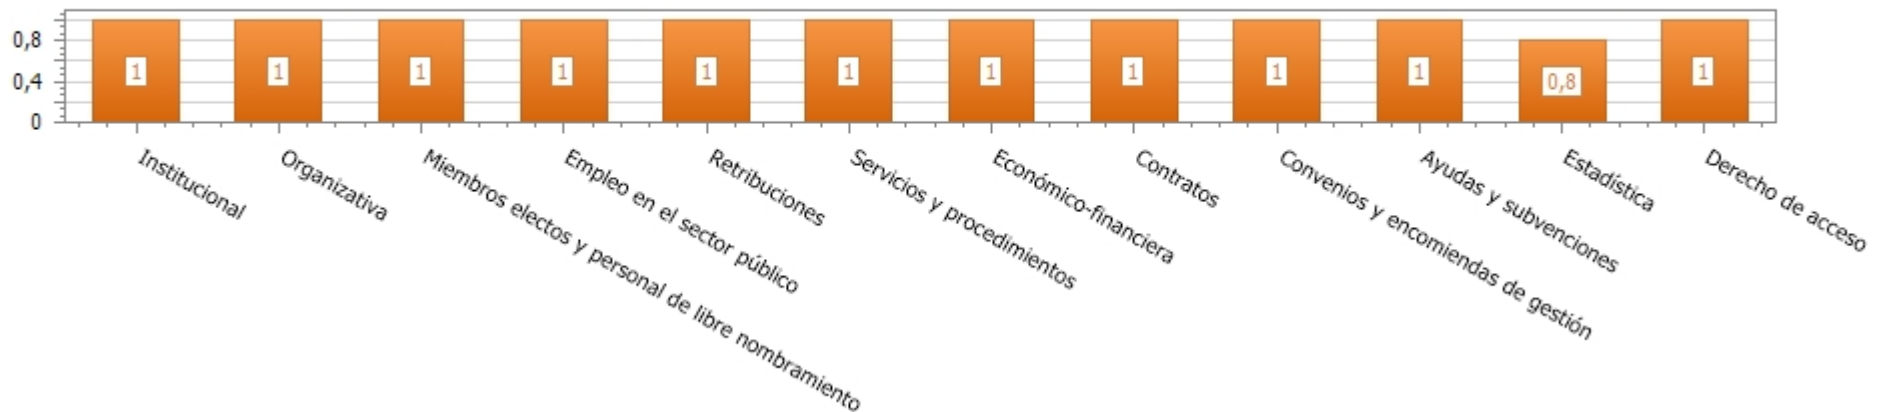 0,8
0,4
0
1
1
1
1
1
1
1
1
1
1
0,8
1
Institucional
Organizativa
Miembros electos y personal de libre nombramiento
Empleo en el sector público
Retribuciones
Servicios y procedimientos
Económico-financiera
Contratos
Convenios y encomiendas de gestión
Ayudas y subvenciones
Estadística
Derecho de acceso